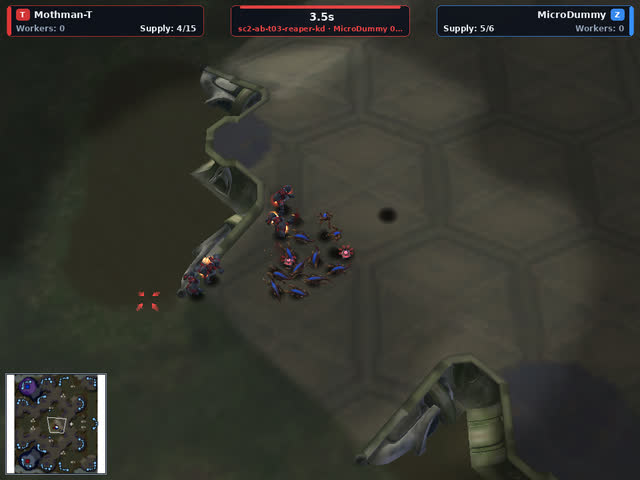 T Mothman-T
Workers: 0 Supply: 4/15
3.5s
sc2-ab-t03-reaper-kd · MicroDummy 0...
MicroDummy Z
Supply: 5/6 Workers: 0